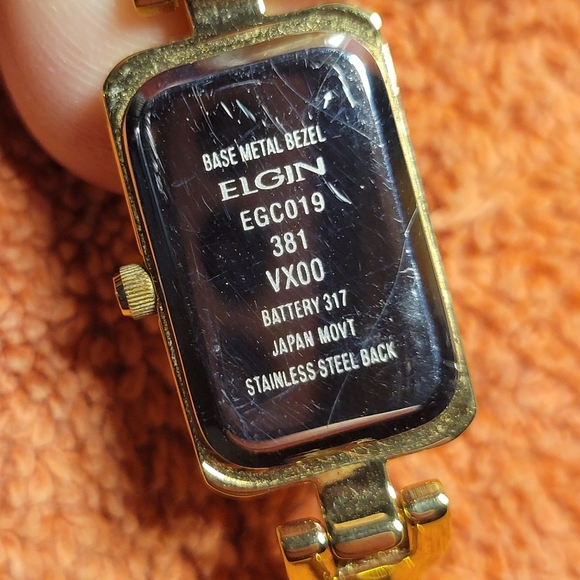 BASE METAL BEZEL
ELGIN
EGC019
381
VX00
BATTERY 317
JAPAN MOVT
STAINLESS STEEL BACK